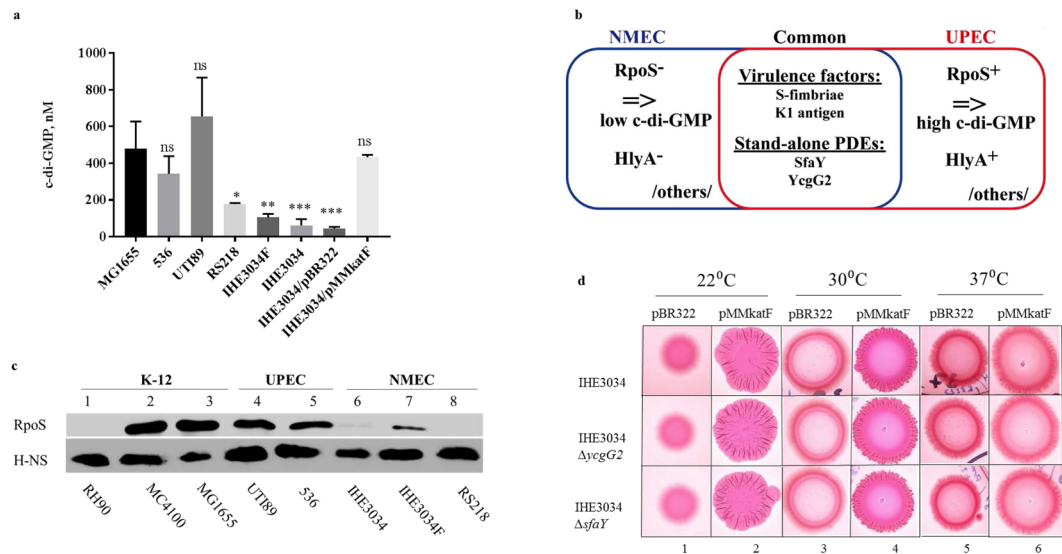 a
1000
800
600
400
200
0
c-di-GMP, nM
ns
ns
*
**
***
***
ns
MG1655
536
UTI89
RS218
IHE3034F
IHE3034
IHE3034/pBR322
IHE3034/pMMkatF
b
NMEC Common UPEC
RpoS-
=>
low c-di-GMP
HlyA-
/others/
Virulence factors:
S-fimbriae
K1 antigen
Stand-alone PDEs:
SfaY
YcgG2
RpoS+
=>
high c-di-GMP
HlyA+
/others/
c
K-12 UPEC NMEC
1 2 3 4 5 6 7 8
RpoS
H-NS
RH90
MC4100
MG1655
UTI89
536
IHE3034
IHE3034F
RS218
d
22⁰C 30⁰C 37⁰C
pBR322 pMMkatF pBR322 pMMkatF pBR322 pMMkatF
IHE3034
IHE3034
ΔycgG2
IHE3034
ΔsfaY
1 2 3 4 5 6